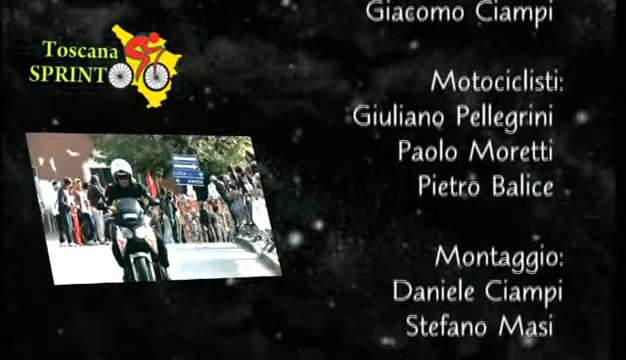 Giacomo Ciampi
Toscana
SPRINT
Motociclisti:
Giuliano Pellegrini
Paolo Moretti
Pietro Balice
Montaggio:
Daniele Ciampi
Stefano Masi